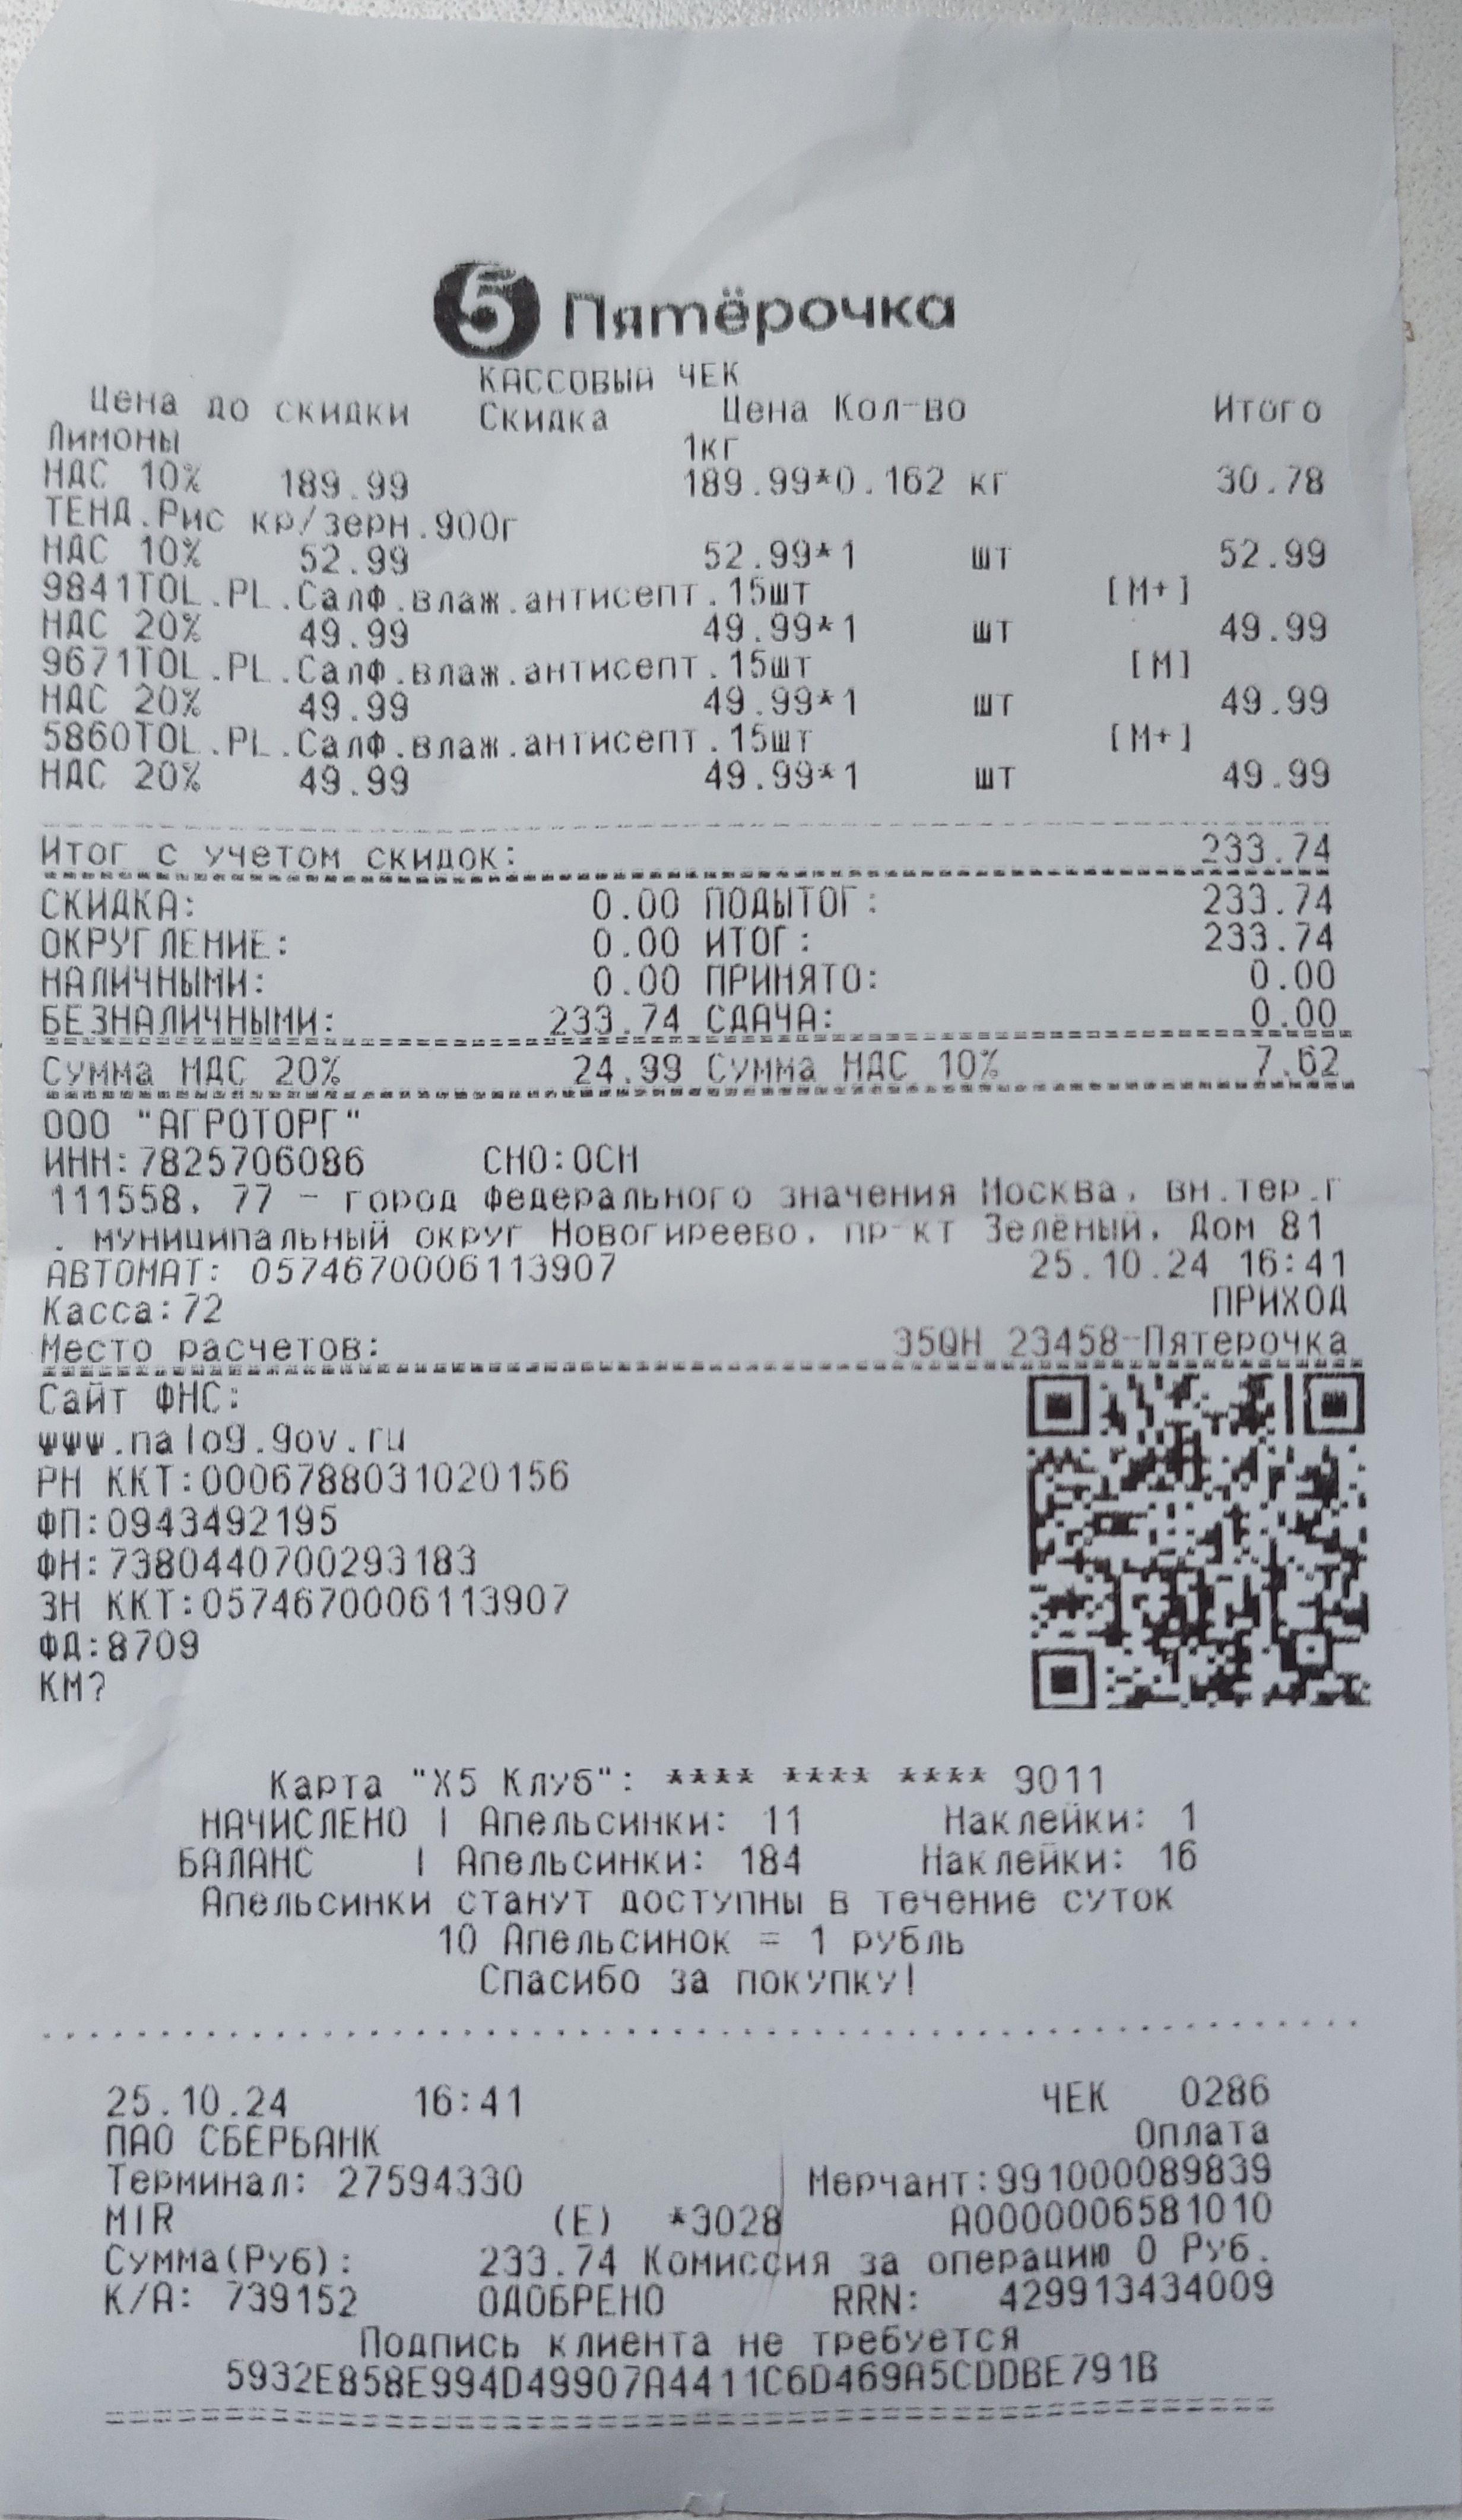 5 Пятёрочка
КАССОВЫЙ ЧЕК
Цена до скидки Скидка Цена Кол-во Итого
Лимоны 1кг
НДС 10% 189.99 189.99*0.162 кг 30.78
ТЕНД.Рис кр/зерн.900г
НДС 10% 52.99 52.99*1 шт 52.99
9841TOL.PL.Салф.влаж.антисепт.15шт [М+]
НДС 20% 49.99 49.99*1 шт 49.99
9671TOL.PL.Салф.влаж.антисепт.15шт [М]
НДС 20% 49.99 49.99*1 шт 49.99
5860TOL.PL.Салф.влаж.антисепт.15шт [М+]
НДС 20% 49.99 49.99*1 шт 49.99
Итог с учетом скидок: 233.74
СКИДКА: 0.00 ПОДЫТОГ: 233.74
ОКРУГЛЕНИЕ: 0.00 ИТОГ: 233.74
НАЛИЧНЫМИ: 0.00 ПРИНЯТО: 0.00
БЕЗНАЛИЧНЫМИ: 233.74 СДАЧА: 0.00
Сумма НДС 20% 24.99 Сумма НДС 10% 7.62
ООО "АГРОТОРГ"
ИНН:7825706086 СНО:ОСН
111558, 77 - город федерального значения Москва, вн.тер.г
. муниципальный округ Новогиреево, пр-кт Зелёный, Дом 81
АВТОМАТ: 0574670006113907 25.10.24 16:41
Касса:72 ПРИХОД
Место расчетов: 35QH 23458-Пятерочка
Сайт ФНС:
www.nalog.gov.ru
РН ККТ:0006788031020156
ФП:0943492195
ФН:7380440700293183
ЗН ККТ:0574670006113907
ФД:8709
КМ?
Карта "Х5 Клуб": **** **** **** 9011
НАЧИСЛЕНО | Апельсинки: 11 Наклейки: 1
БАЛАНС | Апельсинки: 184 Наклейки: 16
Апельсинки станут доступны в течение суток
10 Апельсинок = 1 рубль
Спасибо за покупку!
25.10.24 16:41 ЧЕК 0286
ПАО СБЕРБАНК Оплата
Терминал: 27594330 Мерчант:991000089839
MIR (E) *3028 A0000006581010
Сумма(Руб): 233.74 Комиссия за операцию 0 Руб.
К/А: 739152 ОДОБРЕНО RRN: 429913434009
Подпись клиента не требуется
5932E858E994D49907A4411C6D469A5CDDBE791B